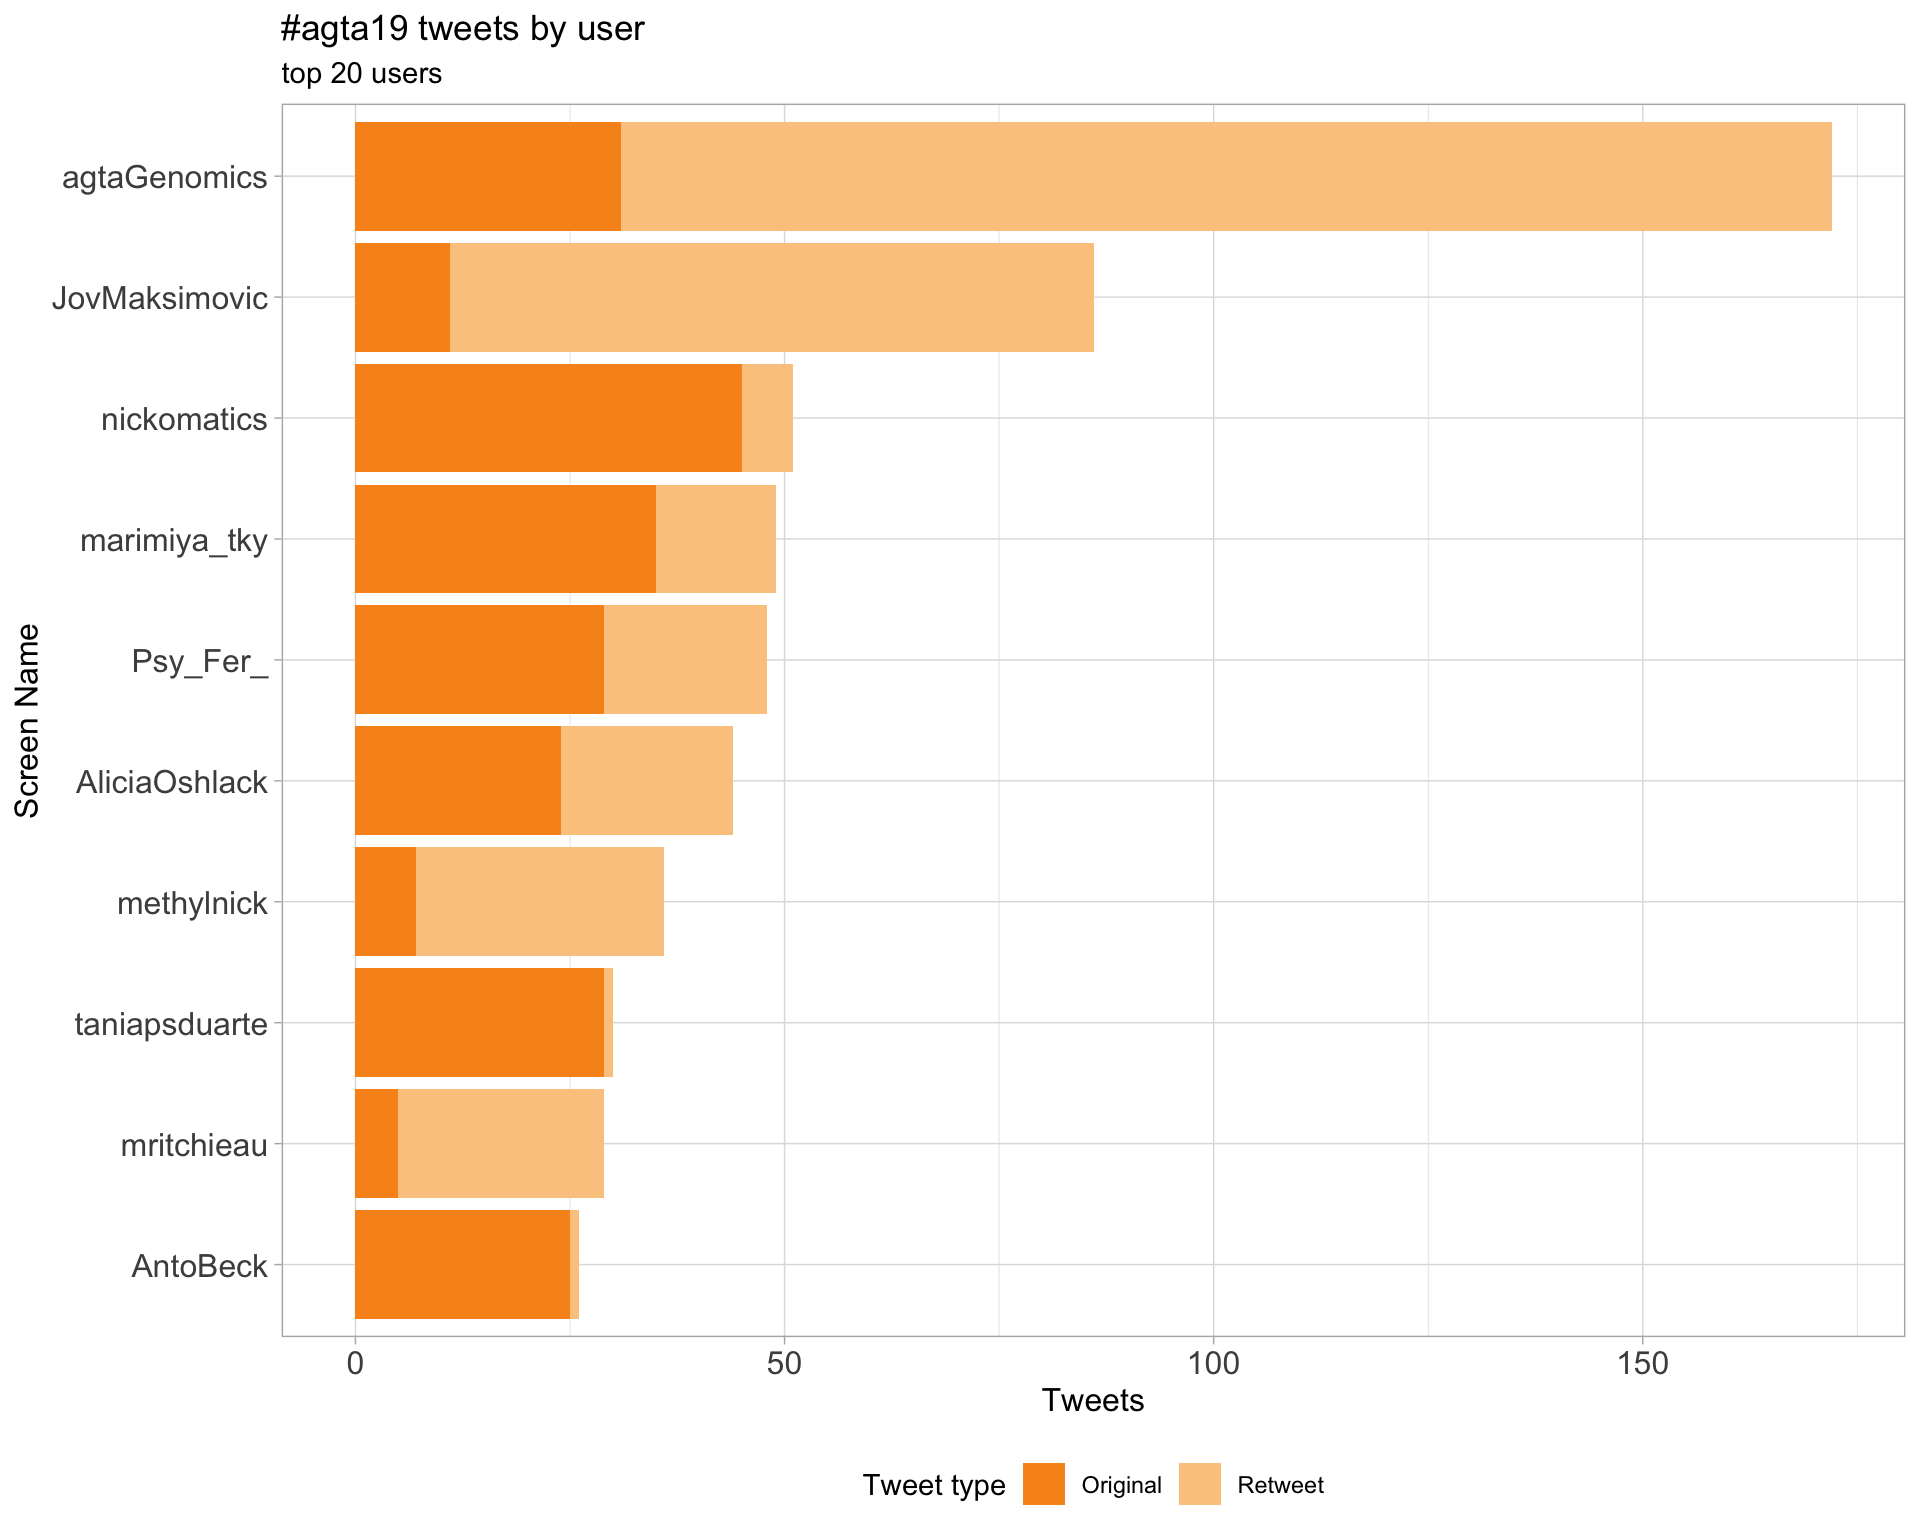 #agta19 tweets by user
top 20 users
agtaGenomics
JovMaksimovic
nickomatics
marimiya_tky
Psy_Fer_
AliciaOshlack
methylnick
taniapsduarte
mritchieau
AntoBeck
Screen Name
0 50 100 150
Tweets
Tweet type Original Retweet